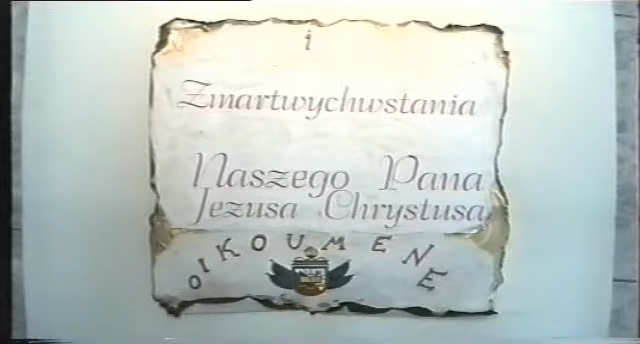 i
Zmartwychwstania
Naszego Pana
Jezusa Chrystusa
OIKOUMENE